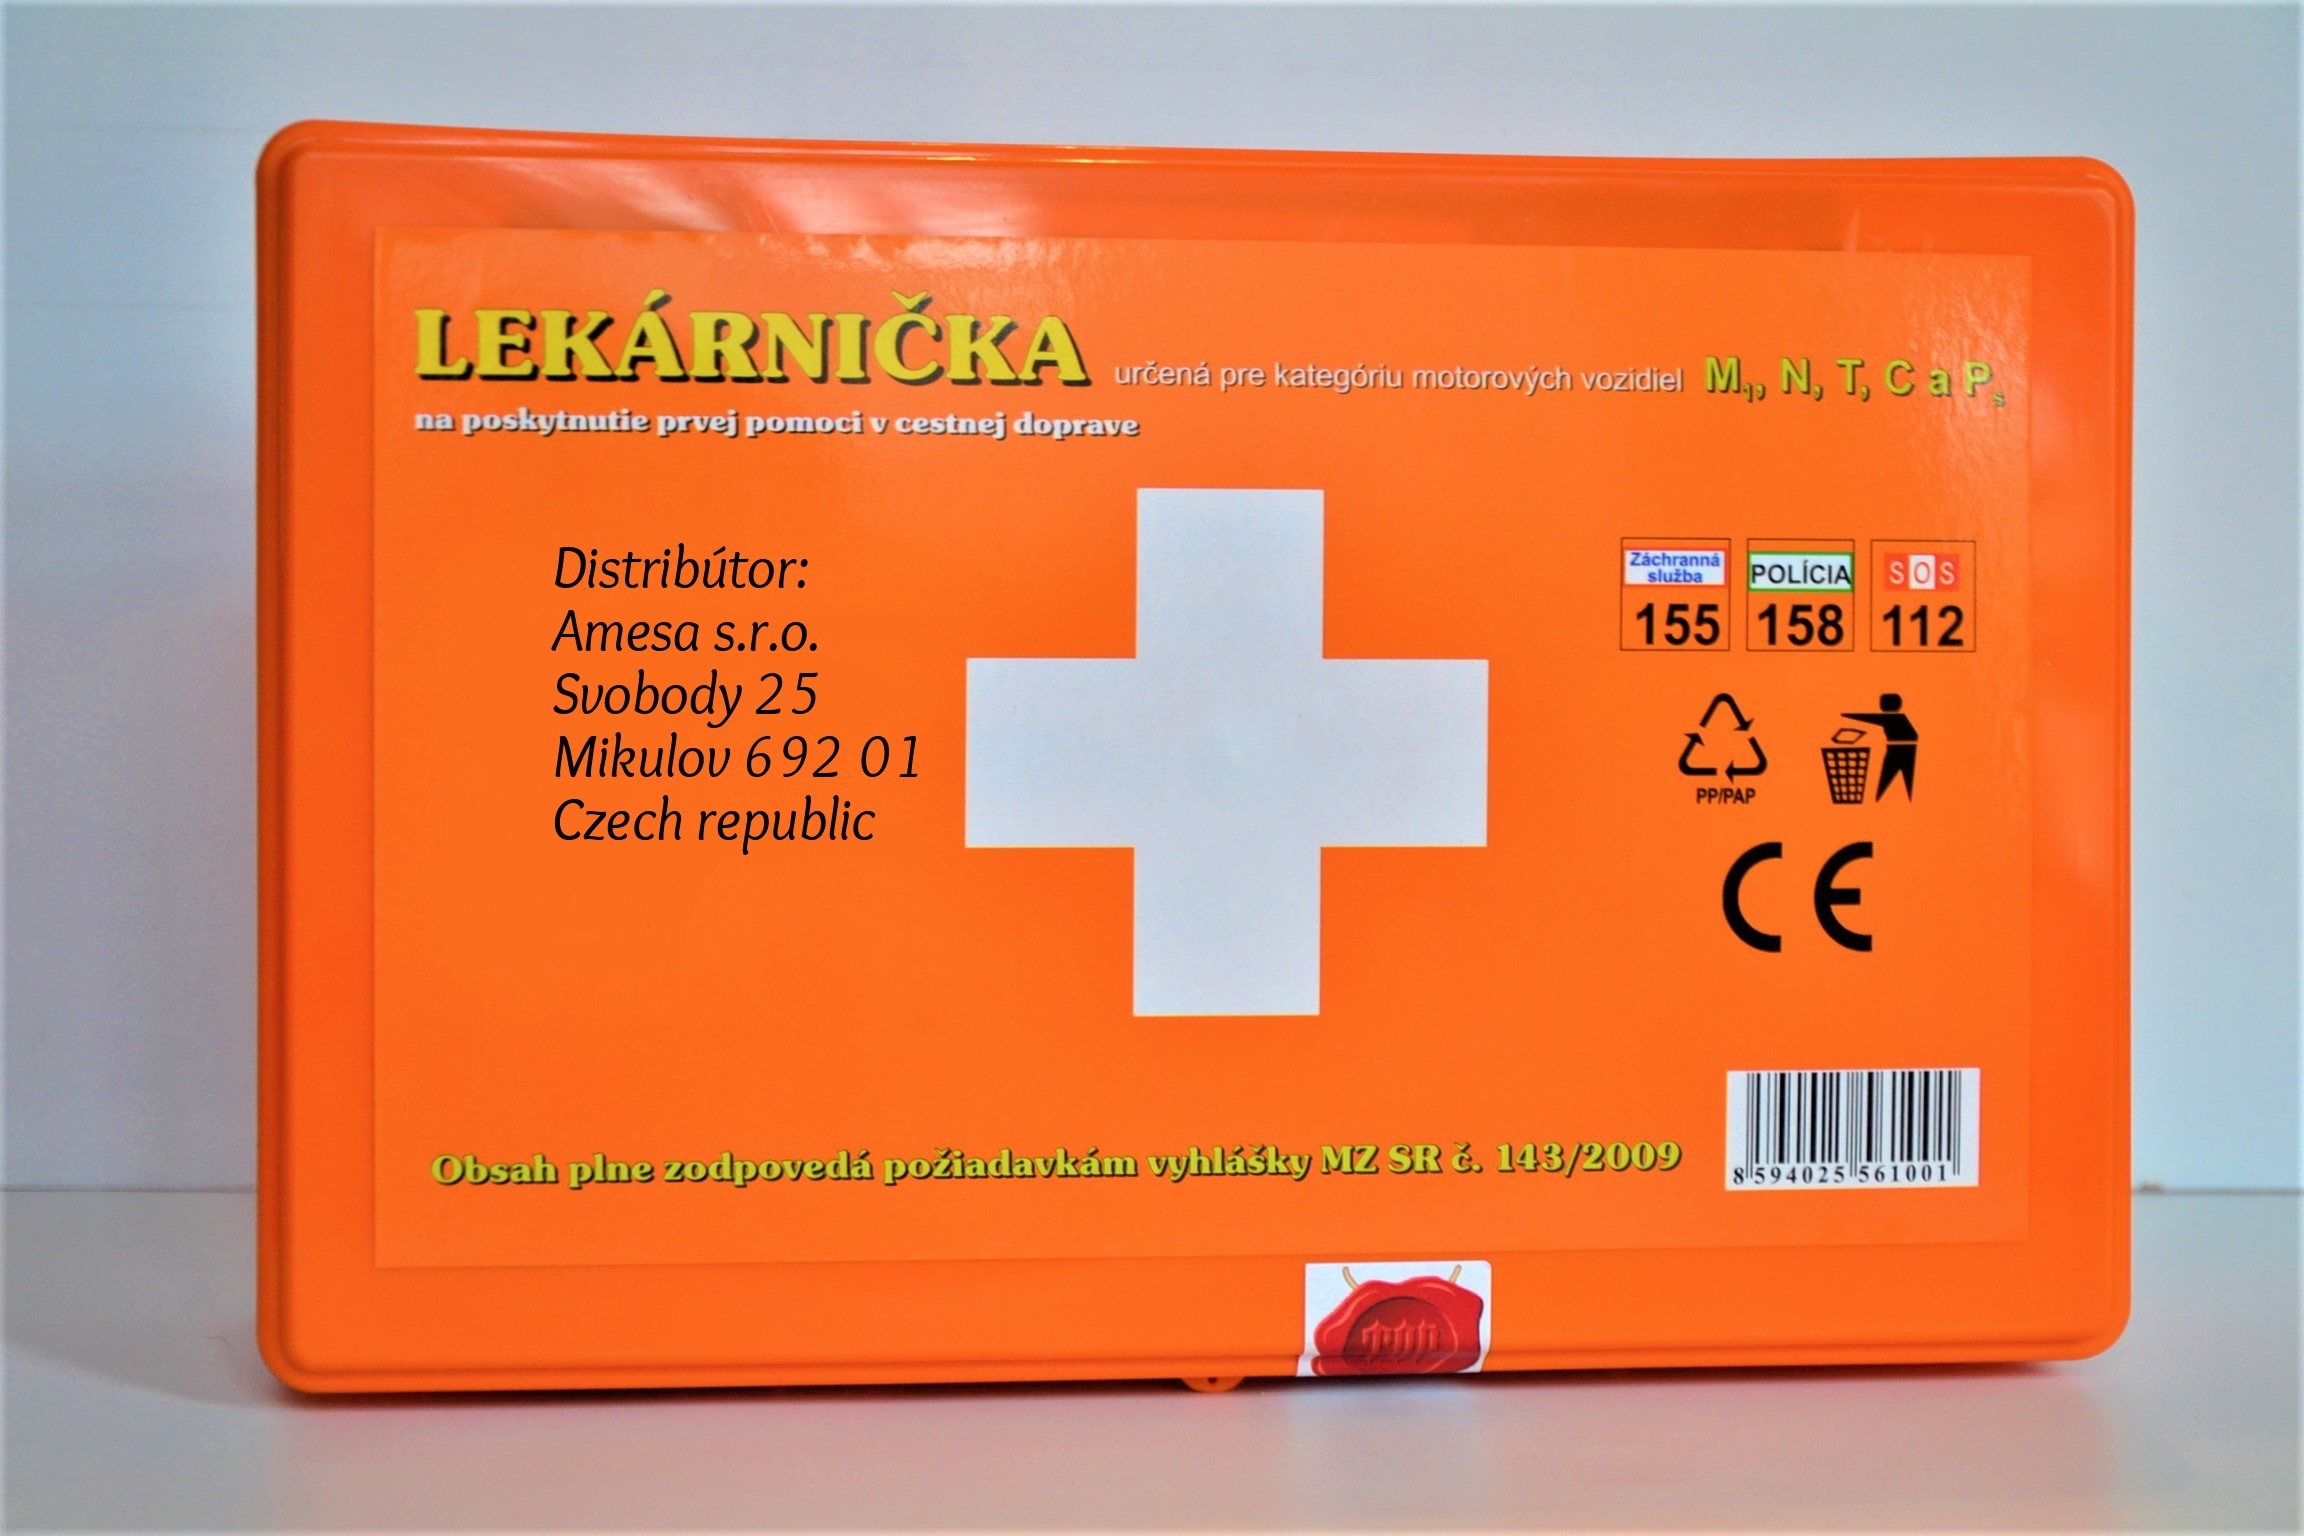 LEKÁRNIČKA určená pre kategóriu motorových vozidiel M₁, N, T, C a Pₛ
na poskytnutie prvej pomoci v cestnej doprave
Distribútor:
Amesa s.r.o.
Svobody 25
Mikulov 692 01
Czech republic
Záchranná
služba
155
POLÍCIA
158
SOS
112
PP/PAP
CE
Obsah plne zodpovedá požiadavkám vyhlášky MZ SR č. 143/2009
8 594025 561001